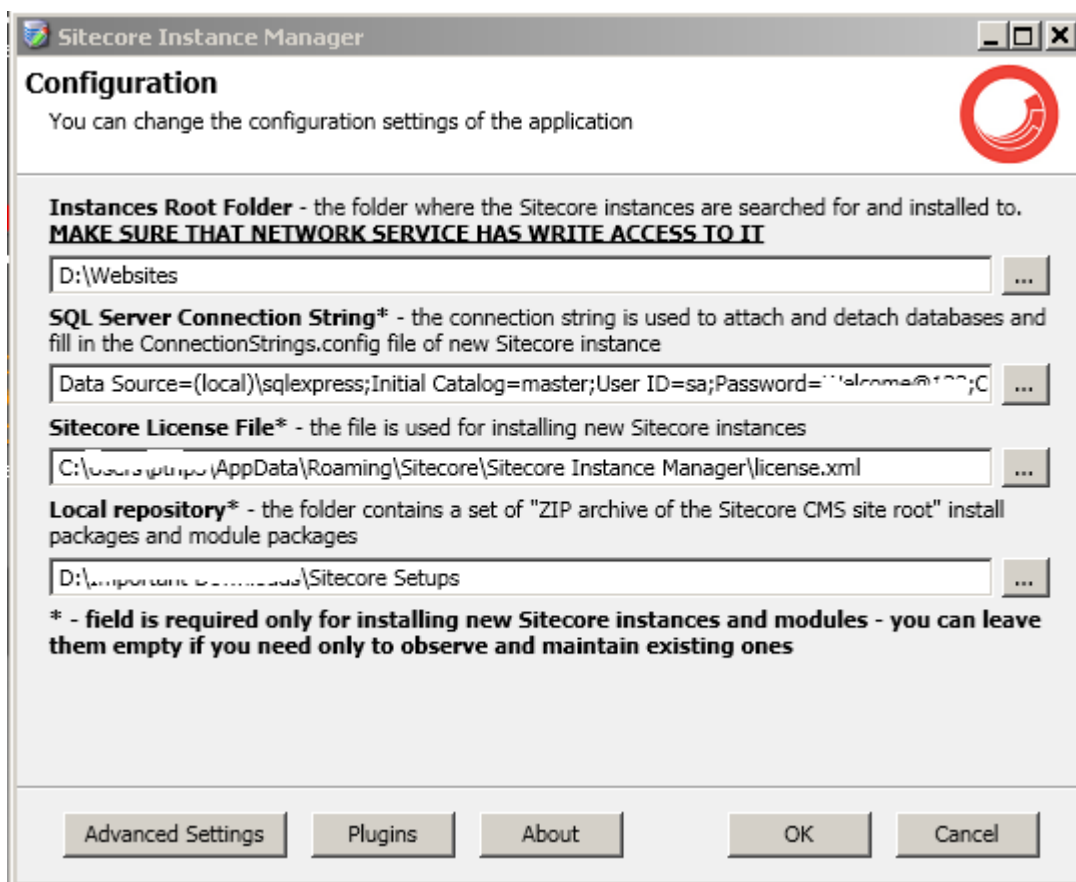 Sitecore Instance Manager
Configuration
You can change the configuration settings of the application
Instances Root Folder - the folder where the Sitecore instances are searched for and installed to.
MAKE SURE THAT NETWORK SERVICE HAS WRITE ACCESS TO IT
D:\Websites
...
SQL Server Connection String* - the connection string is used to attach and detach databases and
fill in the ConnectionStrings.config file of new Sitecore instance
Data Source=(local)\sqlexpress;Initial Catalog=master;User ID=sa;Password= ;C
...
Sitecore License File* - the file is used for installing new Sitecore instances
C:\ \AppData\Roaming\Sitecore\Sitecore Instance Manager\license.xml
...
Local repository* - the folder contains a set of "ZIP archive of the Sitecore CMS site root" install
packages and module packages
D:\ \Sitecore Setups
...
* - field is required only for installing new Sitecore instances and modules - you can leave
them empty if you need only to observe and maintain existing ones
Advanced Settings
Plugins
About
OK
Cancel